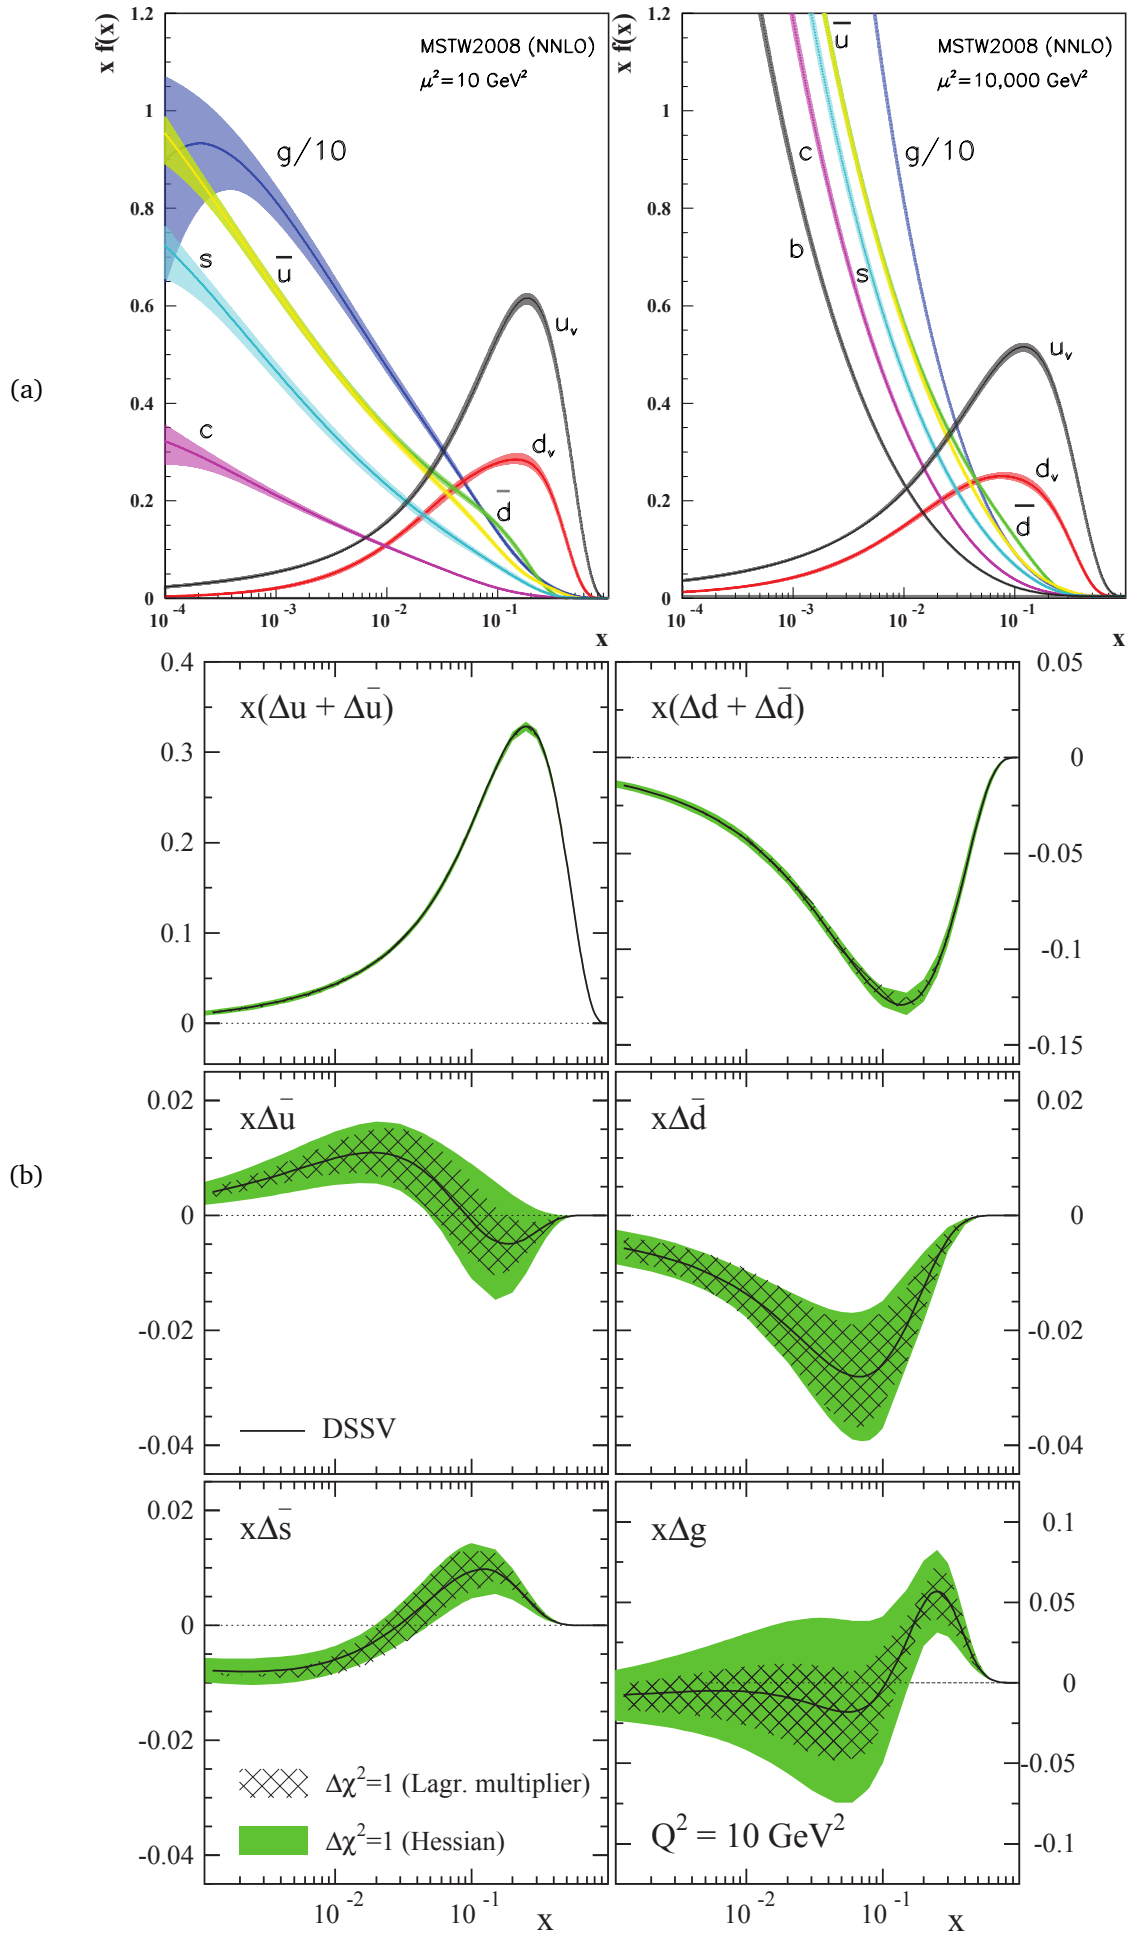 (a)
x f(x)
1.2
1
0.8
0.6
0.4
0.2
0
MSTW2008 (NNLO)
μ²=10 GeV²
g/10
s
u̅
c
u_v
d_v
d̅
10⁻⁴ 10⁻³ 10⁻² 10⁻¹
x
x f(x)
1.2
1
0.8
0.6
0.4
0.2
0
MSTW2008 (NNLO)
μ²=10,000 GeV²
u̅
g/10
c
b
s
u_v
d_v
d̅
10⁻⁴ 10⁻³ 10⁻² 10⁻¹
x
(b)
x(Δu + Δu̅)
0.4
0.3
0.2
0.1
0
x(Δd + Δd̅)
0.05
0
-0.05
-0.1
-0.15
xΔu̅
0.02
0
-0.02
-0.04
DSSV
xΔd̅
0.02
0
-0.02
-0.04
xΔs̅
0.02
0
-0.02
-0.04
Δχ²=1 (Lagr. multiplier)
Δχ²=1 (Hessian)
10⁻² 10⁻¹
x
xΔg
0.1
0.05
0
-0.05
-0.1
Q² = 10 GeV²
10⁻² 10⁻¹
x